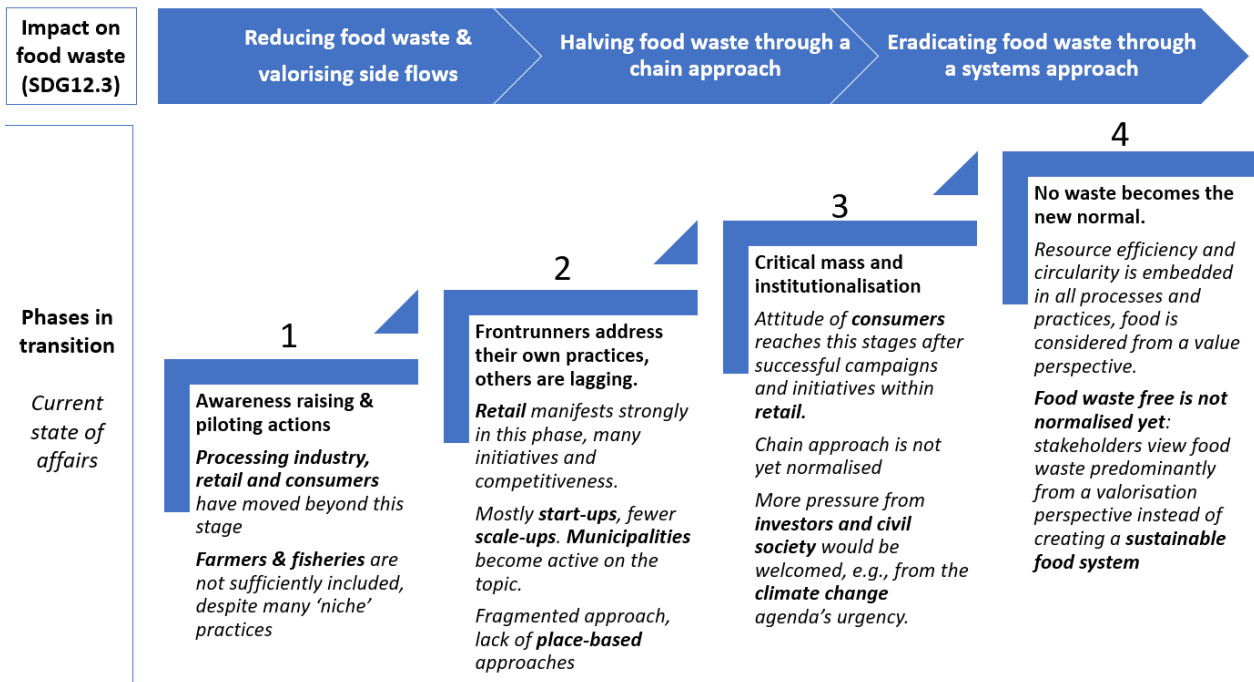 Impact on
food waste
(SDG12.3)
Reducing food waste &
valorising side flows
Halving food waste through a
chain approach
Eradicating food waste through
a systems approach
Phases in
transition
Current
state of
affairs
1
Awareness raising &
piloting actions
Processing industry,
retail and consumers
have moved beyond this
stage
Farmers & fisheries are
not sufficiently included,
despite many ‘niche’
practices
2
Frontrunners address
their own practices,
others are lagging.
Retail manifests strongly
in this phase, many
initiatives and
competitiveness.
Mostly start-ups, fewer
scale-ups. Municipalities
become active on the
topic.
Fragmented approach,
lack of place-based
approaches
3
Critical mass and
institutionalisation
Attitude of consumers
reaches this stages after
successful campaigns
and initiatives within
retail.
Chain approach is not
yet normalised
More pressure from
investors and civil
society would be
welcomed, e.g., from the
climate change
agenda’s urgency.
4
No waste becomes the
new normal.
Resource efficiency and
circularity is embedded
in all processes and
practices, food is
considered from a value
perspective.
Food waste free is not
normalised yet:
stakeholders view food
waste predominantly
from a valorisation
perspective instead of
creating a sustainable
food system